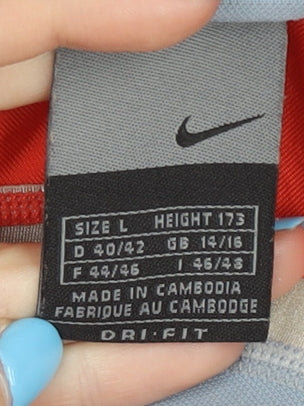 SIZE L HEIGHT 173
D 40/42 GB 14/16
F 44/46 I 46/48
MADE IN CAMBODIA
FABRIQUE AU CAMBODGE
DRI-FIT